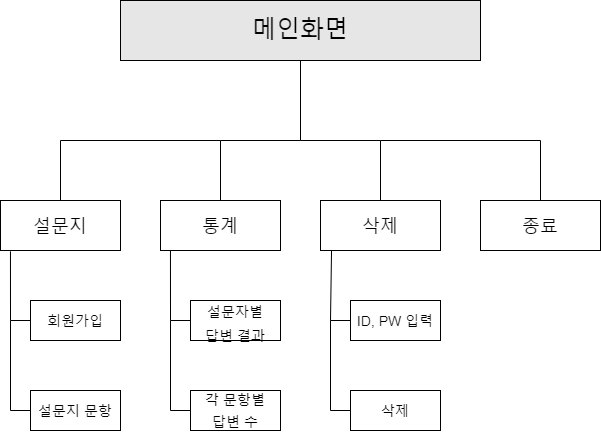 메인화면
설문지
통계
삭제
종료
회원가입
설문자별
답변 결과
ID, PW 입력
설문지 문항
각 문항별
답변 수
삭제